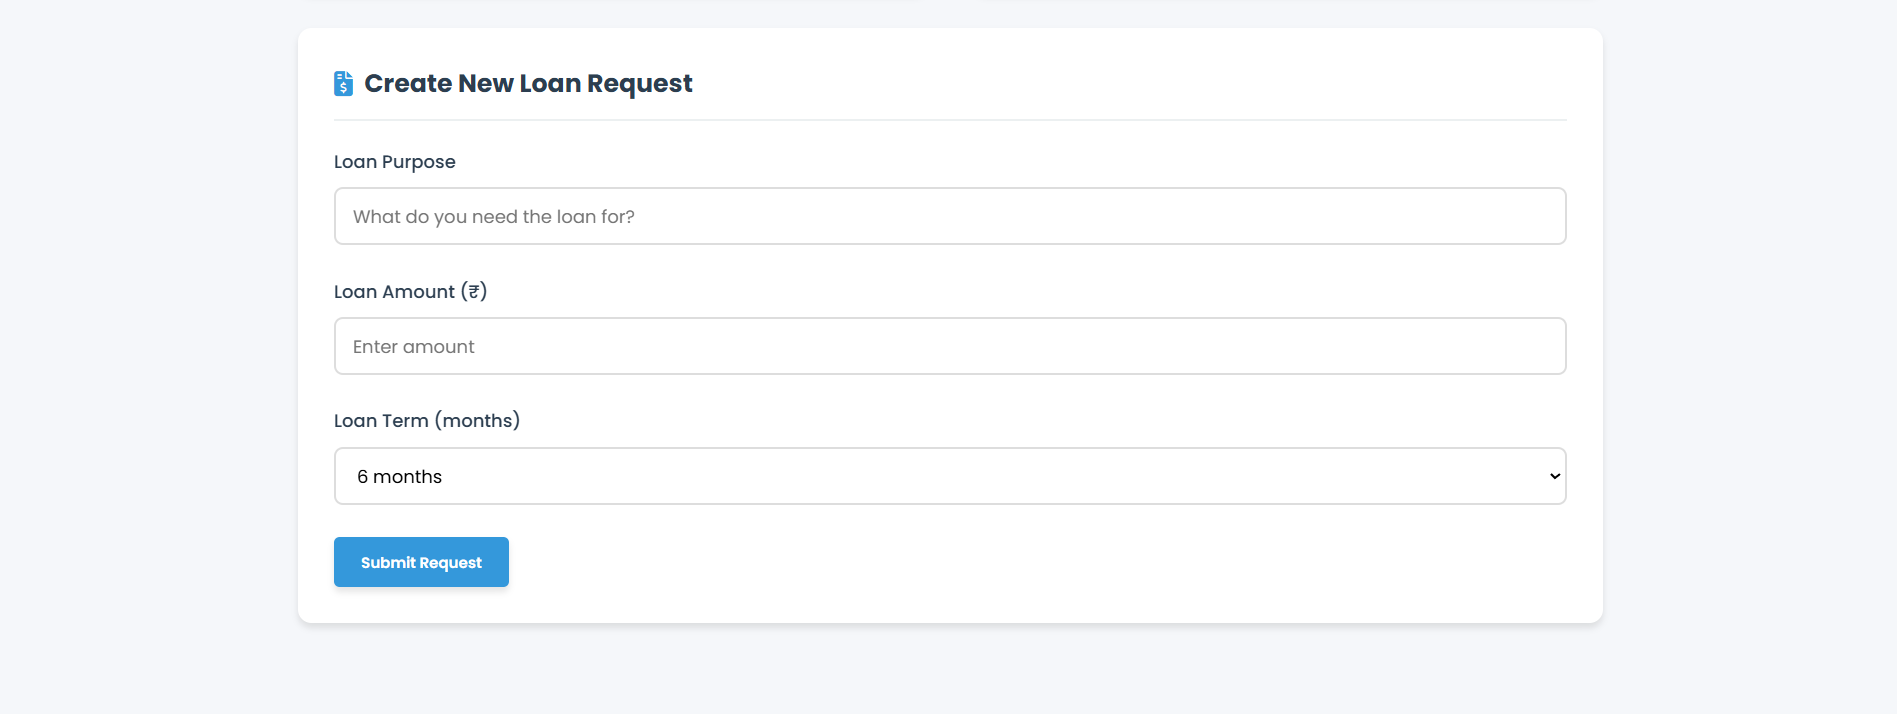 Create New Loan Request
Loan Purpose
What do you need the loan for?
Loan Amount (₹)
Enter amount
Loan Term (months)
6 months
Submit Request